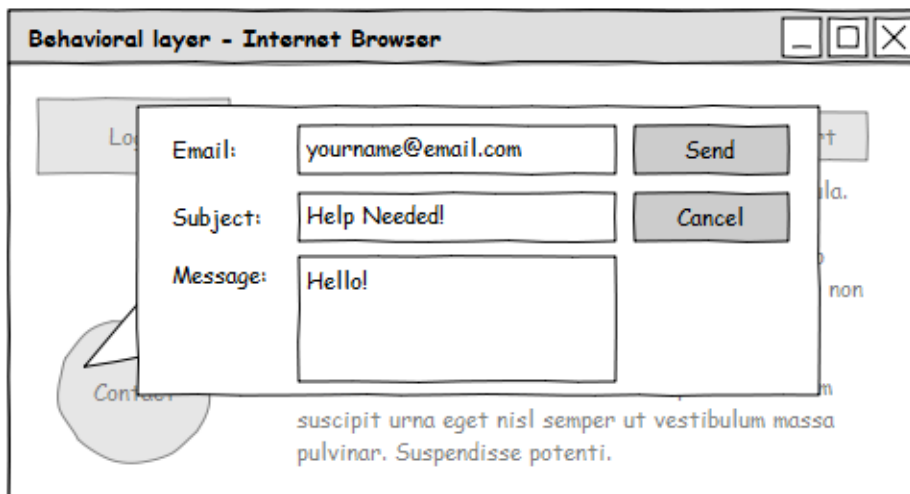 Behavioral layer - Internet Browser
Email:
yourname@email.com
Send
Subject:
Help Needed!
Cancel
Message:
Hello!
non
suscipit urna eget nisl semper ut vestibulum massa
pulvinar. Suspendisse potenti.